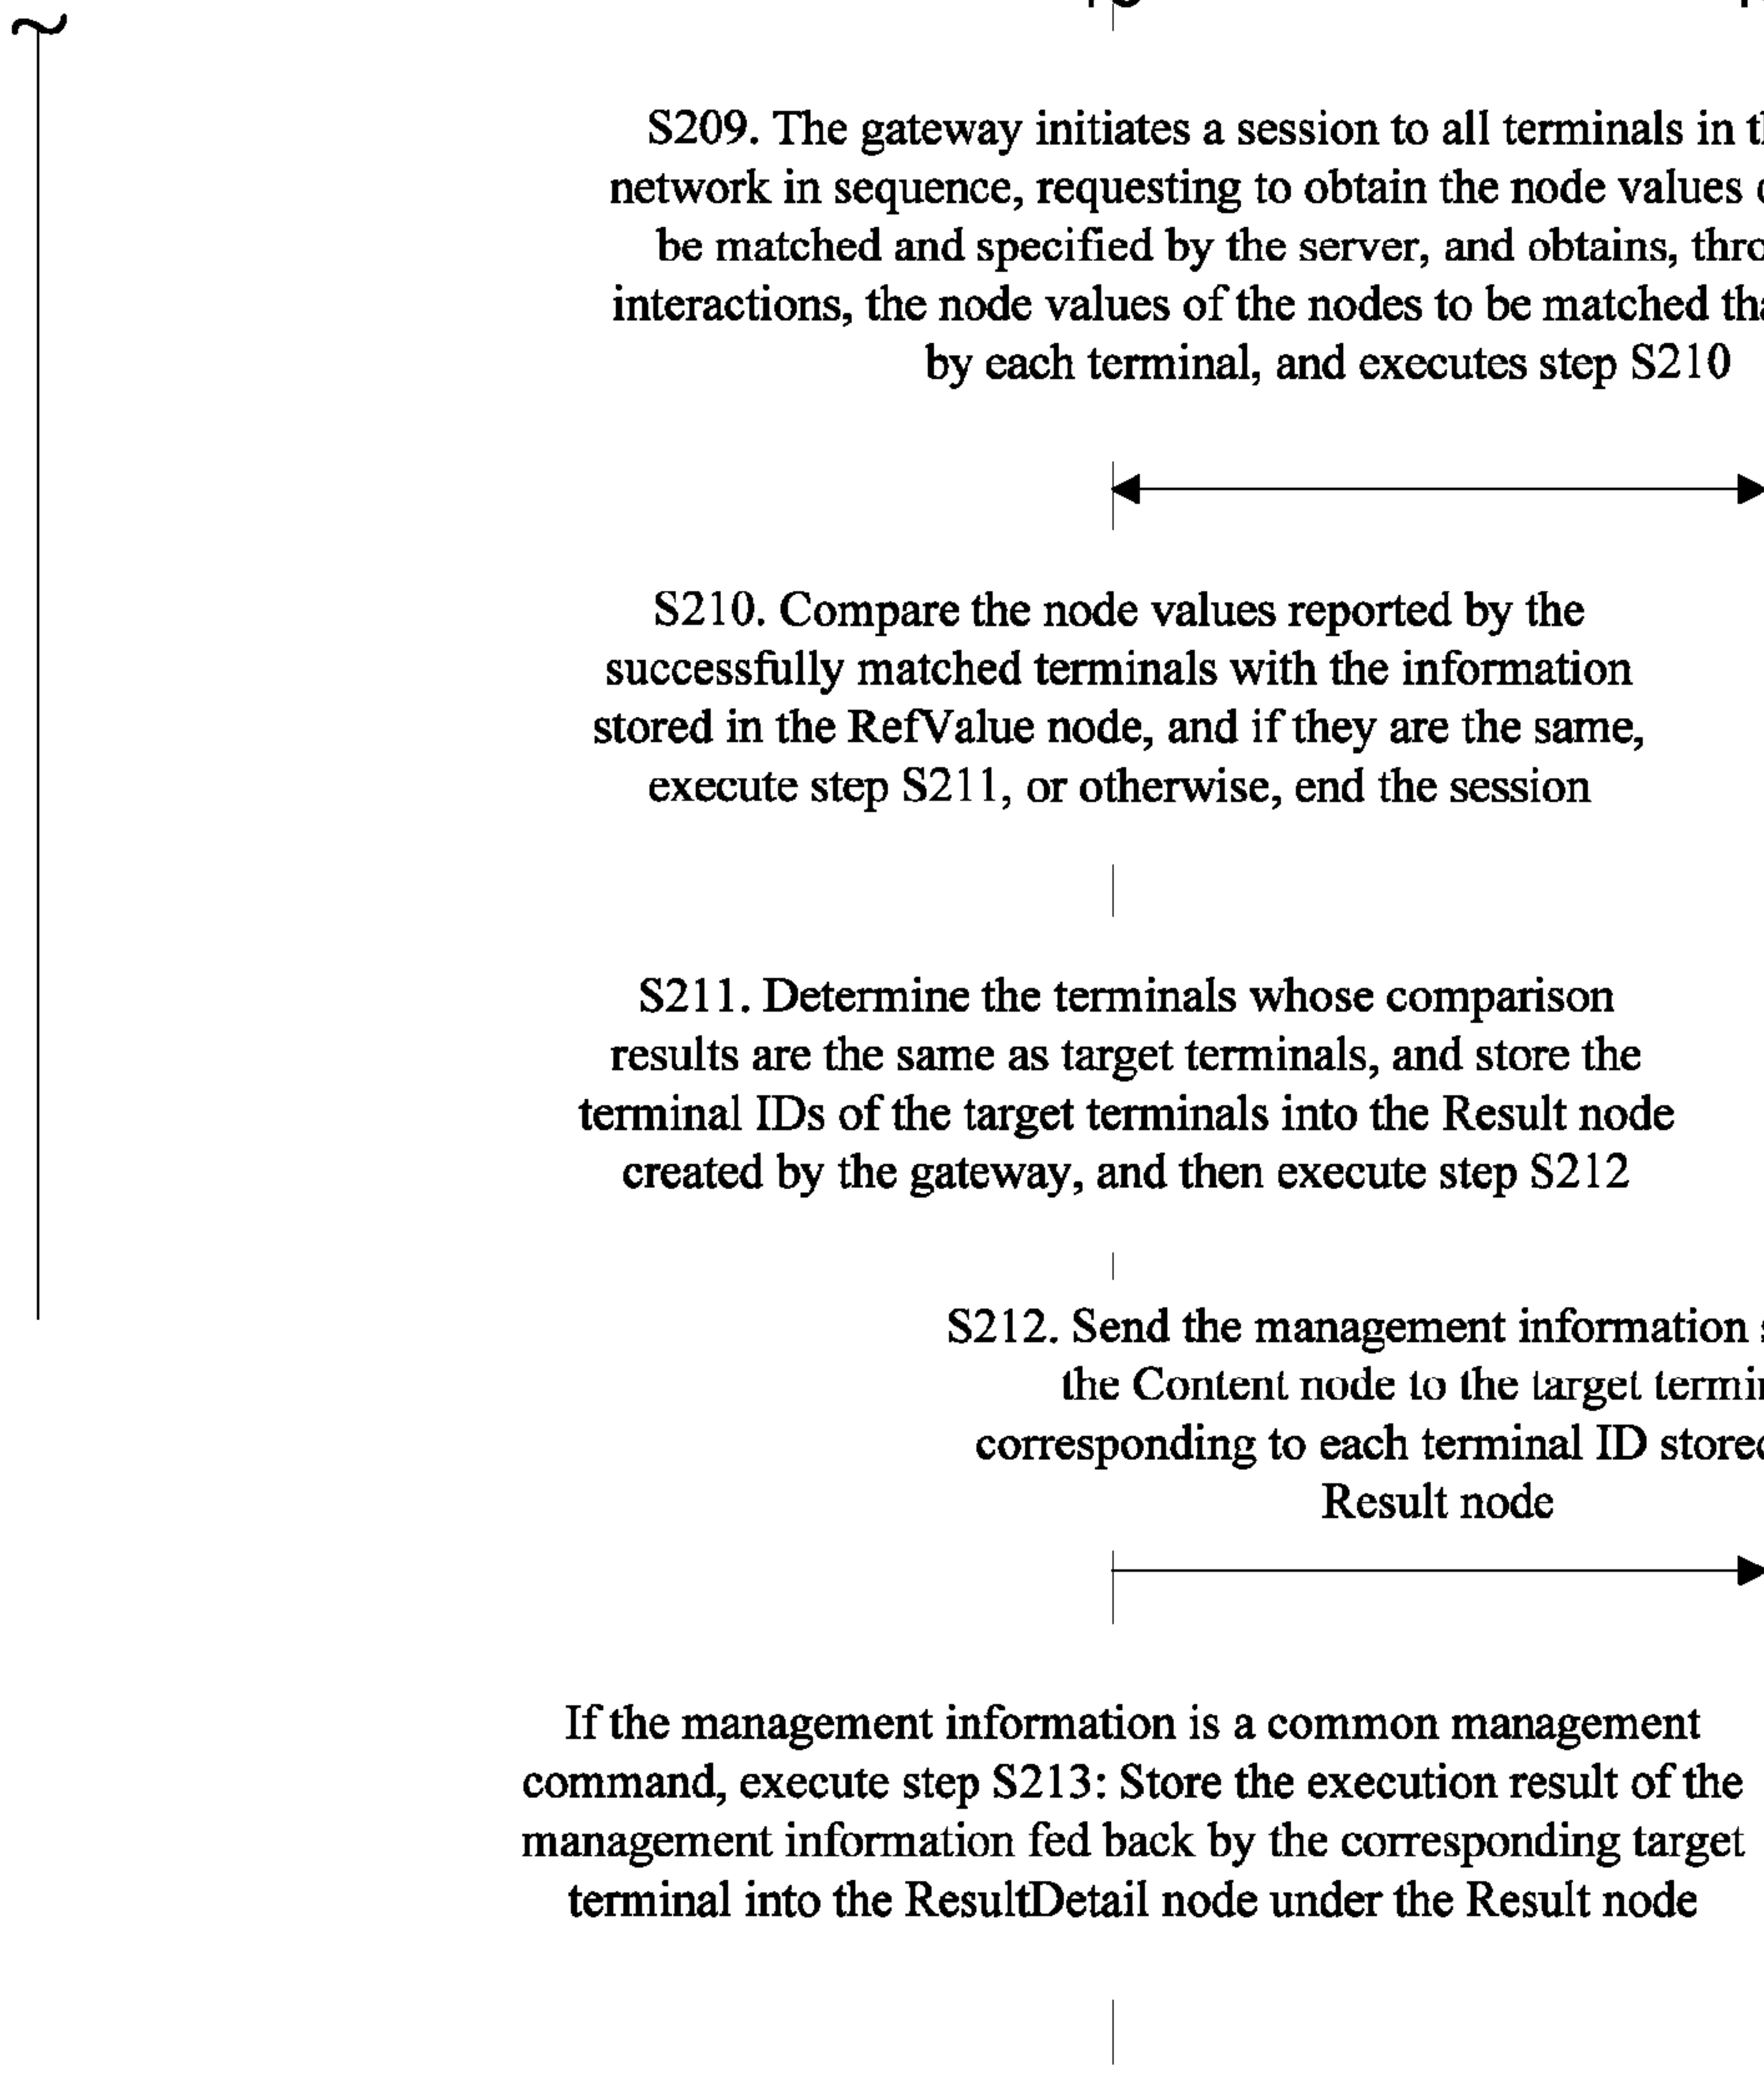 S209. The gateway initiates a session to all terminals in
network in sequence, requesting to obtain the node values
be matched and specified by the server, and obtains,
interactions, the node values of the nodes to be matched
by each terminal, and executes step S210
S210. Compare the node values reported by the
successfully matched terminals with the information
stored in the RefValue node, and if they are the same,
execute step S211, or otherwise, end the session
S211. Determine the terminals whose comparison
results are the same as target terminals, and store the
terminal IDs of the target terminals into the Result node
created by the gateway, and then execute step S212
S212. Send the management information
the Content node to the target
corresponding to each terminal ID
Result node
If the management information is a common management
command, execute step S213: Store the execution result of the
management information fed back by the corresponding target
terminal into the ResultDetail node under the Result node